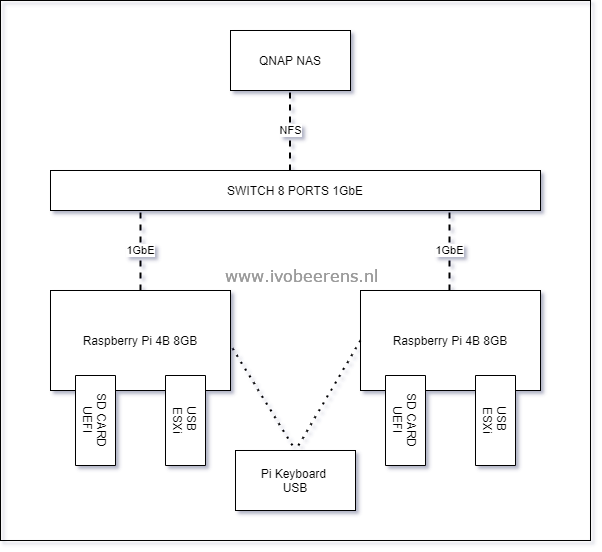 QNAP NAS
NFS
SWITCH 8 PORTS 1GbE
1GbE
1GbE
www.ivobeerens.nl
Raspberry Pi 4B 8GB
Raspberry Pi 4B 8GB
SD CARD
UEFI
USB
ESXi
SD CARD
UEFI
USB
ESXi
Pi Keyboard
USB